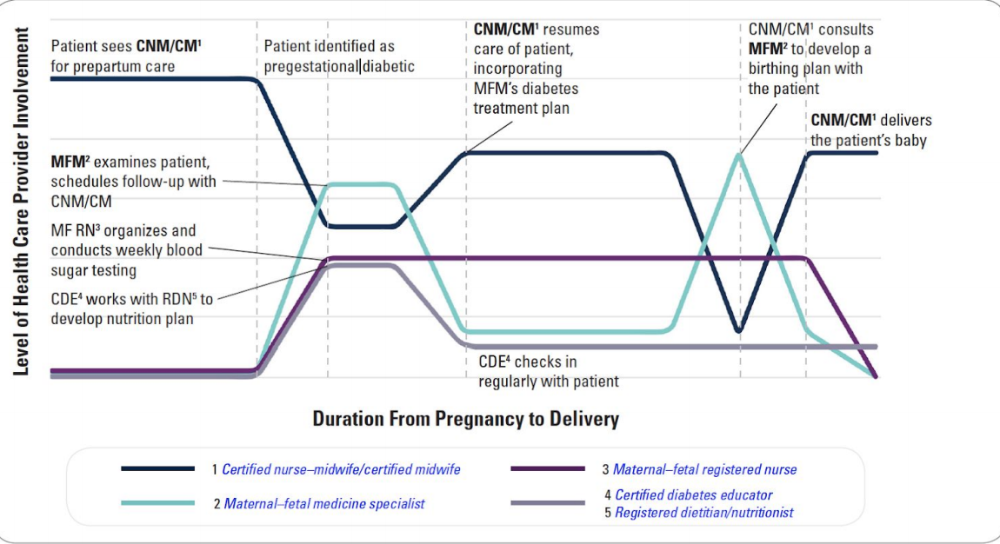 Level of Health Care Provider Involvement
Patient sees CNM/CM¹
for prepartum care
Patient identified as
pregestational diabetic
CNM/CM¹ resumes
care of patient,
incorporating
MFM's diabetes
treatment plan
CNM/CM¹ consults
MFM² to develop a
birthing plan with
the patient
CNM/CM¹ delivers
the patient's baby
MFM² examines patient,
schedules follow-up with
CNM/CM
MF RN³ organizes and
conducts weekly blood
sugar testing
CDE⁴ works with RDN⁵ to
develop nutrition plan
CDE⁴ checks in
regularly with patient
Duration From Pregnancy to Delivery
1 Certified nurse–midwife/certified midwife
2 Maternal–fetal medicine specialist
3 Maternal–fetal registered nurse
4 Certified diabetes educator
5 Registered dietitian/nutritionist